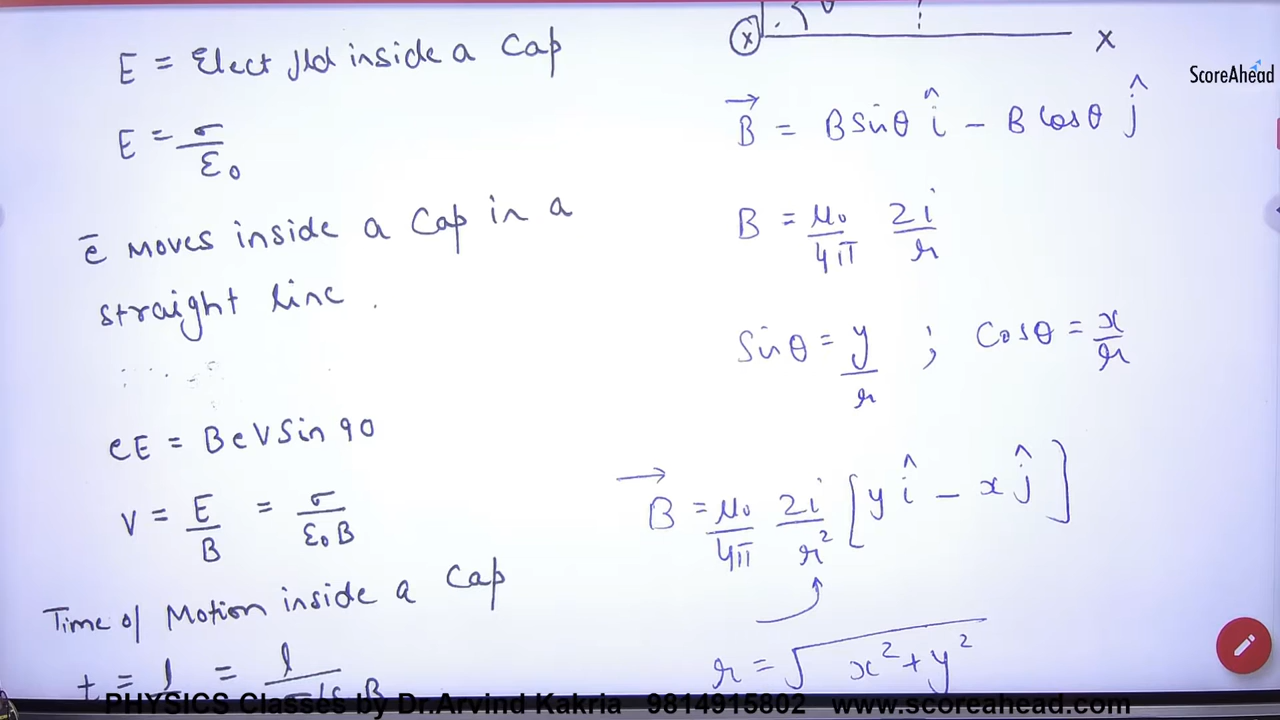 E = Elect fld inside a Cap
E = σ/ε₀
e̅ moves inside a Cap in a
straight line .
eE = BeV Sin 90
V = E/B = σ/ε₀B
Time of Motion inside a Cap
t = l/ = l/
x
X
ScoreAhead
B⃗ = B Sinθ î − B Cosθ ĵ
B = μ₀/4π 2i/r
Sinθ = y/r ; Cosθ = x/r
B⃗ = μ₀/4π 2i/r² [y î − x ĵ]
r = √x²+y²
PHYSICS Classes by Dr.Arvind Kakria 9814915802 www.scoreahead.com